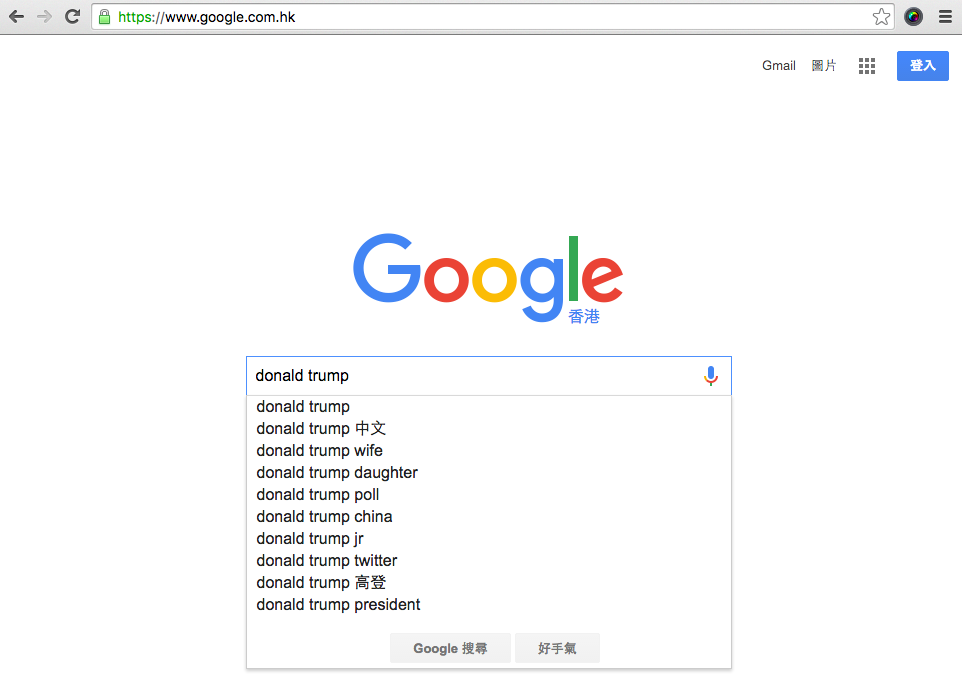 https://www.google.com.hk
Gmail 圖片 登入
Google
香港
donald trump
donald trump
donald trump 中文
donald trump wife
donald trump daughter
donald trump poll
donald trump china
donald trump jr
donald trump twitter
donald trump 高登
donald trump president
Google 搜尋 好手氣